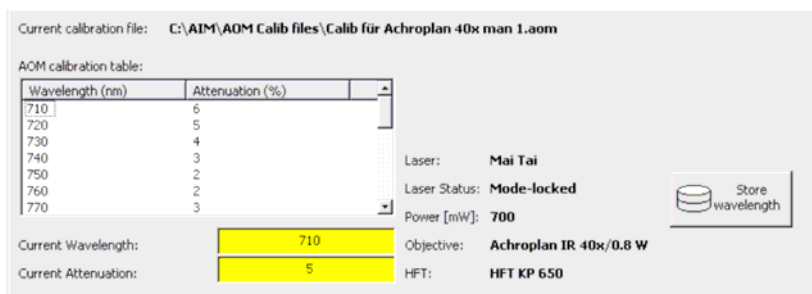 Current calibration file: C:\AIM\AOM Calib files\Calib für Achroplan 40x man 1.aom
AOM calibration table:
Wavelength (nm) Attenuation (%)
710 6
720 5
730 4
740 3
750 2
760 2
770 3
Laser: Mai Tai
Laser Status: Mode-locked
Power [mW]: 700
Objective: Achroplan IR 40x/0.8 W
HFT: HFT KP 650
Store
wavelength
Current Wavelength: 710
Current Attenuation: 5